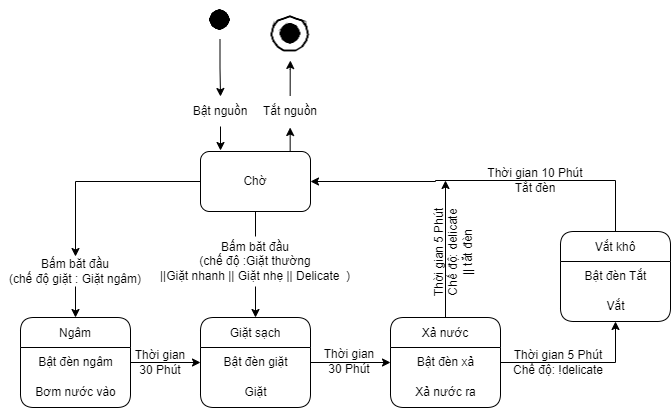 Bật nguồn
Tắt nguồn
Chờ
Thời gian 10 Phút
Tắt đèn
Bấm băt đầu
(chế độ giặt : Giặt ngâm)
Bấm băt đầu
(chế độ :Giặt thường
||Giặt nhanh || Giặt nhẹ || Delicate )
Thời gian 5 Phút
Chế độ: delicate
|| tắt đèn
Vắt khô
Bật đèn Tắt
Vắt
Ngâm
Bật đèn ngâm
Bơm nước vào
Thời gian
30 Phút
Giặt sạch
Bật đèn giặt
Giặt
Thời gian
30 Phút
Xả nước
Bật đèn xả
Xả nước ra
Thời gian 5 Phút
Chế độ: !delicate